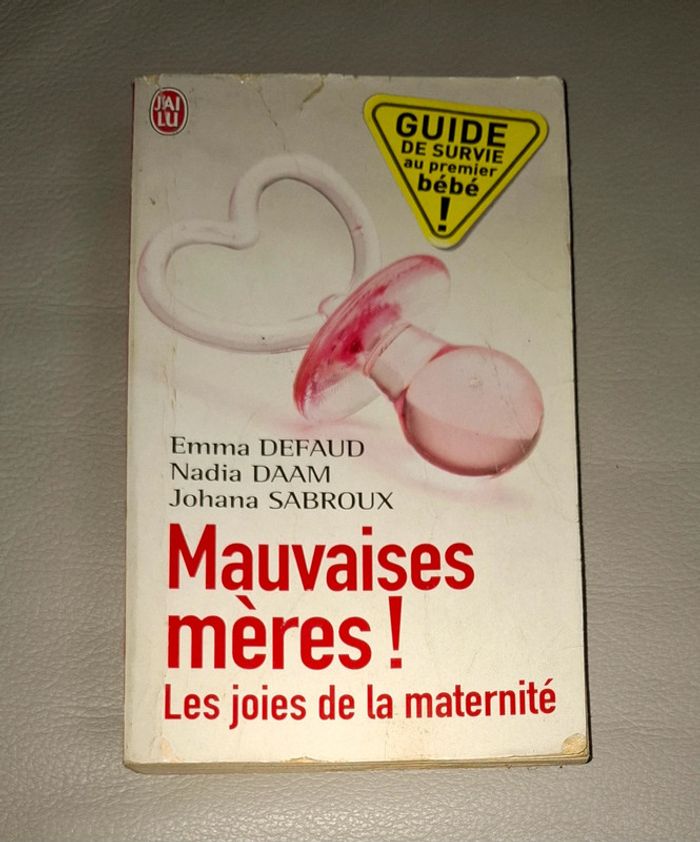 J'AI
LU
GUIDE
DE SURVIE
au premier
bébé
!
Emma DEFAUD
Nadia DAAM
Johana SABROUX
Mauvaises
mères !
Les joies de la maternité